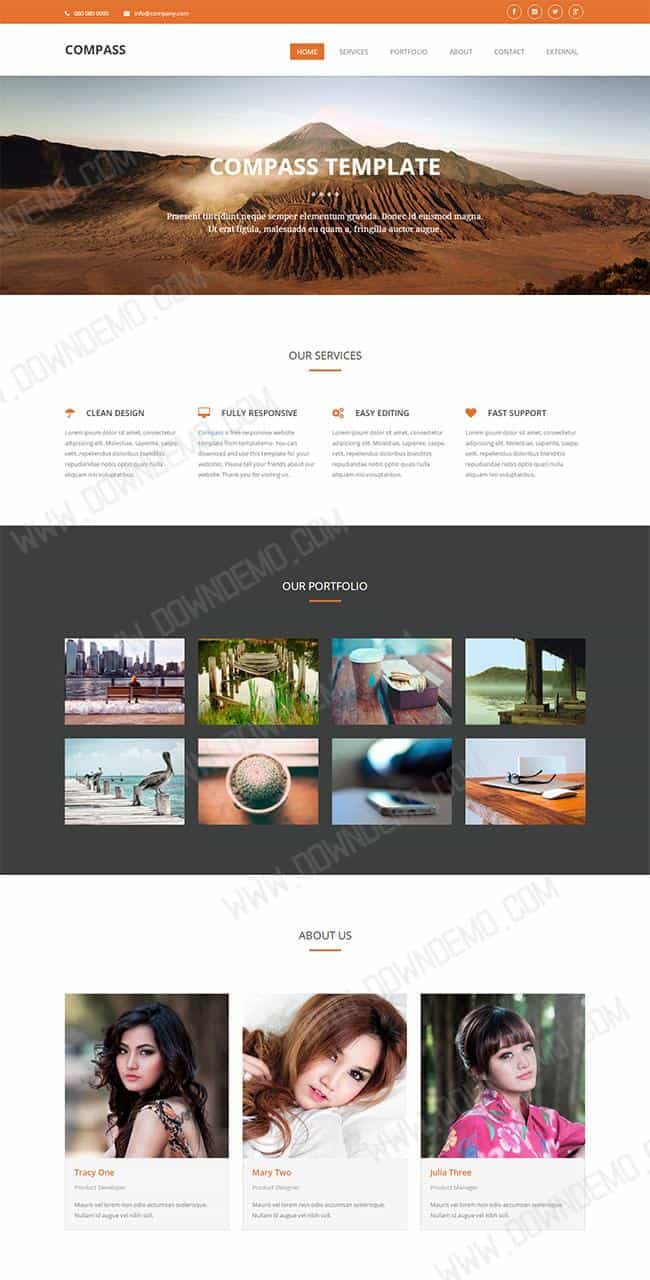 080 080 0000 info@company.com
COMPASS
HOME SERVICES PORTFOLIO ABOUT CONTACT EXTERNAL
COMPASS TEMPLATE
Praesent tincidunt neque semper elementum gravida. Donec id euismod magna.
Ut erat ligula, malesuada eu quam a, fringilla auctor augue.
OUR SERVICES
CLEAN DESIGN
Lorem ipsum dolor sit amet, consectetur
adipisicing elit. Molestiae, sapiente, saepe,
velit, repellendus doloribus blanditiis
repudiandae nobis optio quasi nulla
aliquam nisi voluptatibus.
FULLY RESPONSIVE
Compass is free responsive website
template from templatemo. You can
download and use this template for your
websites. Please tell your friends about our
website. Thank you for visiting us.
EASY EDITING
Lorem ipsum dolor sit amet, consectetur
adipisicing elit. Molestiae, sapiente, saepe,
velit, repellendus doloribus blanditiis
repudiandae nobis optio quasi nulla
aliquam nisi voluptatibus.
FAST SUPPORT
Lorem ipsum dolor sit amet, consectetur
adipisicing elit. Molestiae, sapiente, saepe,
velit, repellendus doloribus blanditiis
repudiandae nobis optio quasi nulla
aliquam nisi voluptatibus.
OUR PORTFOLIO
ABOUT US
Tracy One
Product Developer
Mauris vel lorem non odio accumsan scelerisque.
Nullam id augue vel nibh soll.
Mary Two
Product Designer
Mauris vel lorem non odio accumsan scelerisque.
Nullam id augue vel nibh soll.
Julia Three
Product Manager
Mauris vel lorem non odio accumsan scelerisque.
Nullam id augue vel nibh soll.
WWW.DOWNDEMO.COM